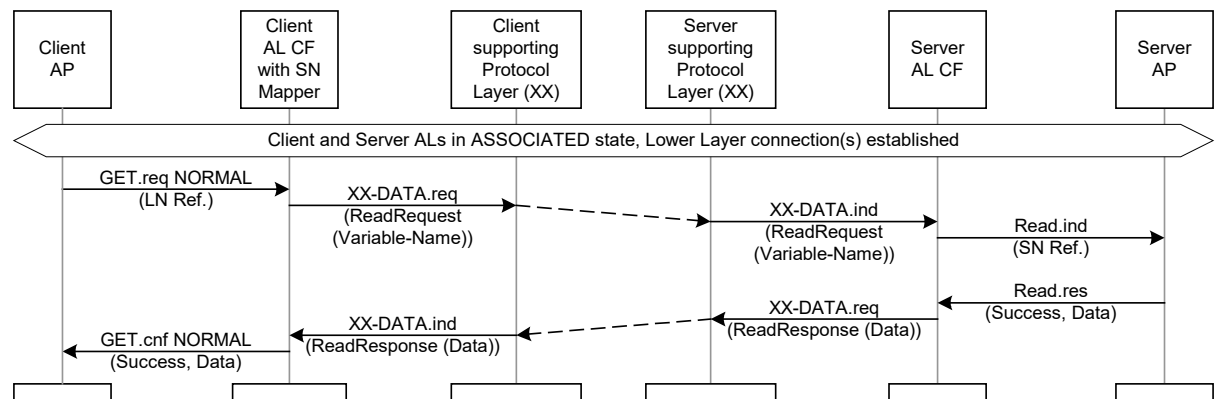 Client
AP
Client
AL CF
with SN
Mapper
Client
supporting
Protocol
Layer (XX)
Server
supporting
Protocol
Layer (XX)
Server
AL CF
Server
AP
Client and Server ALs in ASSOCIATED state, Lower Layer connection(s) established
GET.req NORMAL
(LN Ref.)
XX-DATA.req
(ReadRequest
(Variable-Name))
XX-DATA.ind
(ReadRequest
(Variable-Name))
Read.ind
(SN Ref.)
Read.res
(Success, Data)
XX-DATA.req
(ReadResponse (Data))
XX-DATA.ind
(ReadResponse (Data))
GET.cnf NORMAL
(Success, Data)